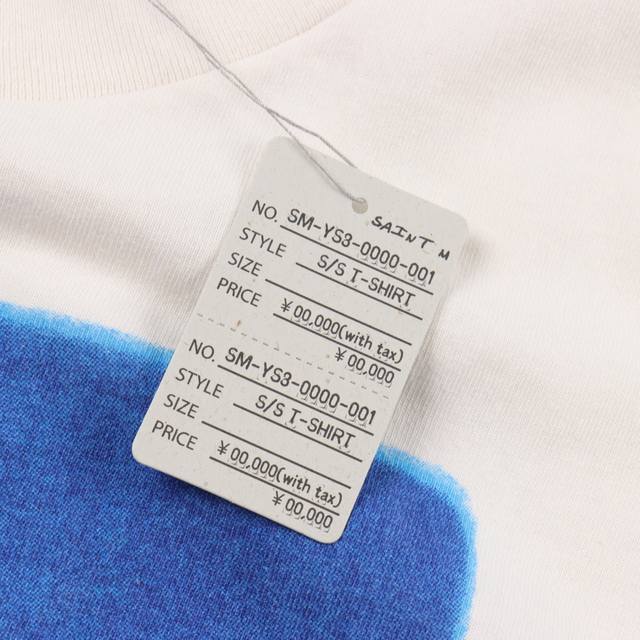 SAINT M
NO. SM-YS3-0000-001
STYLE S/S T-SHIRT
SIZE
PRICE ¥00,000(with tax)
¥00,000
NO. SM-YS3-0000-001
STYLE S/S T-SHIRT
SIZE
PRICE ¥00,000(with tax)
¥00,000